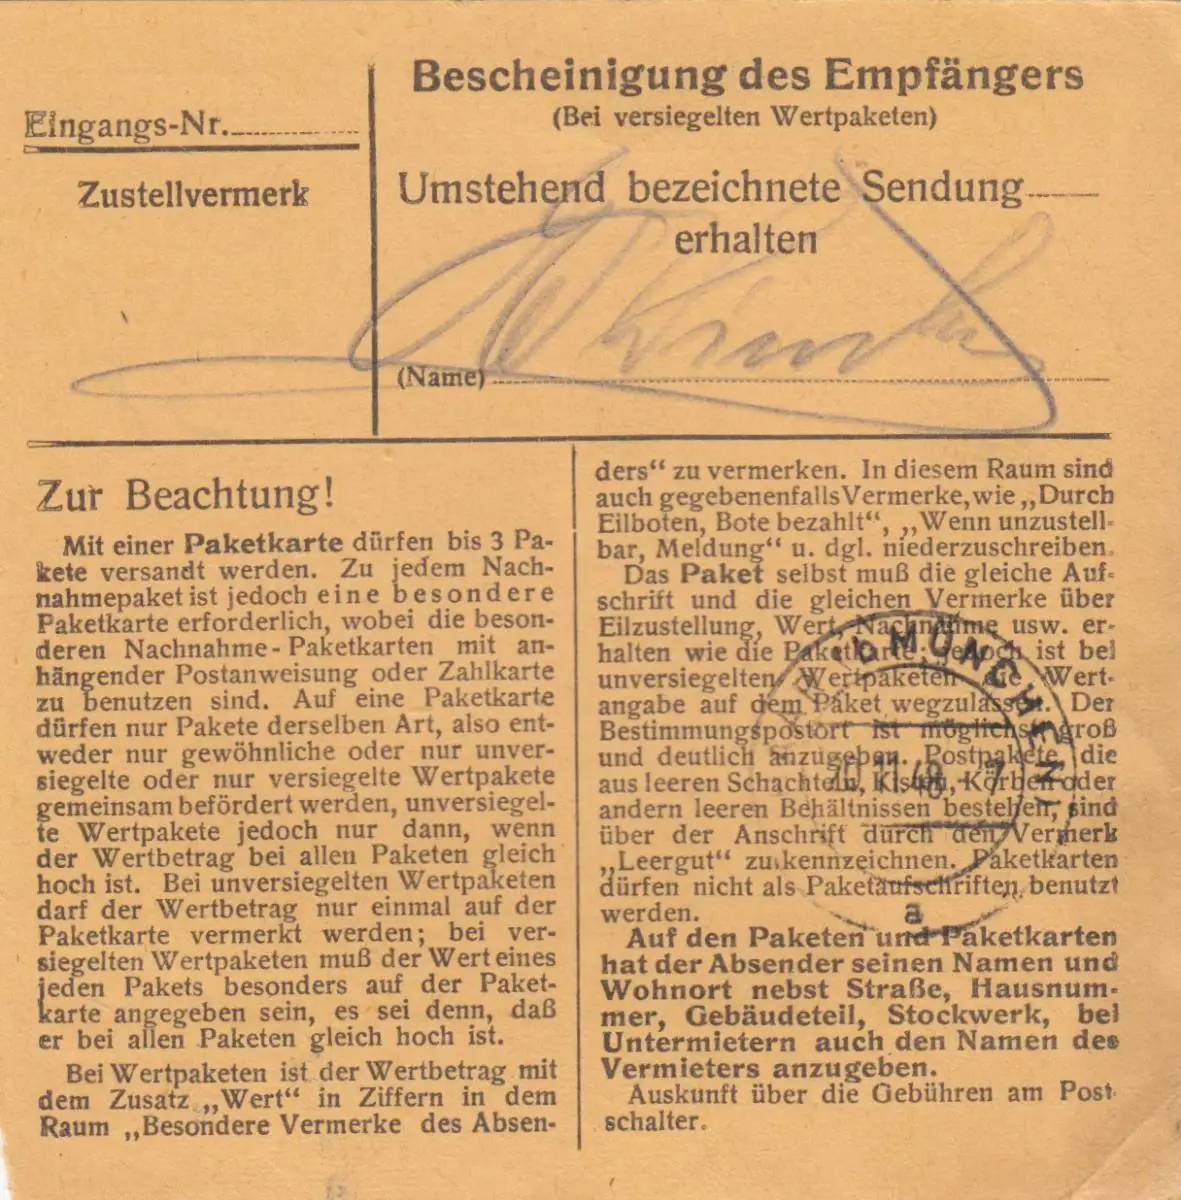 Bescheinigung des Empfängers
(Bei versiegelten Wertpaketen)
Eingangs-Nr.
Zustellvermerk
Umstehend bezeichnete Sendung
erhalten
(Name)
Zur Beachtung!
Mit einer Paketkarte dürfen bis 3 Pa-
kete versandt werden. Zu jedem Nach-
nahmepaket ist jedoch eine besondere
Paketkarte erforderlich, wobei die beson-
deren Nachnahme-Paketkarten mit an-
hängender Postanweisung oder Zahlkarte
zu benutzen sind. Auf eine Paketkarte
dürfen nur Pakete derselben Art, also ent-
weder nur gewöhnliche oder nur unver-
siegelte oder nur versiegelte Wertpakete
gemeinsam befördert werden, unversiegel-
te Wertpakete jedoch nur dann, wenn
der Wertbetrag bei allen Paketen gleich
hoch ist. Bei unversiegelten Wertpaketen
darf der Wertbetrag nur einmal auf der
Paketkarte vermerkt werden; bei ver-
siegelten Wertpaketen muß der Wert eines
jeden Pakets besonders auf der Paket-
karte angegeben sein, es sei denn, daß
er bei allen Paketen gleich hoch ist.
Bei Wertpaketen ist der Wertbetrag mit
dem Zusatz „Wert“ in Ziffern in dem
Raum „Besondere Vermerke des Absen-
ders“ zu vermerken. In diesem Raum sind
auch gegebenenfalls Vermerke, wie „Durch
Eilboten, Bote bezahlt“, „Wenn unzustell-
bar, Meldung“ u. dgl. niederzuschreiben.
Das Paket selbst muß die gleiche Auf-
schrift und die gleichen Vermerke über
Eilzustellung, Wert, Nachnahme usw. er-
halten wie die Paketkarte; jedoch ist bei
unversiegelten Wertpaketen die Wert-
angabe auf dem Paket wegzulassen. Der
Bestimmungspostort ist möglichst groß
und deutlich anzugeben. Postpakete, die
aus leeren Schachteln, Kisten, Körben oder
andern leeren Behältnissen bestehen, sind
über der Anschrift durch den Vermerk
„Leergut“ zu kennzeichnen. Paketkarten
dürfen nicht als Paketaufschriften benutzt
werden.
Auf den Paketen und Paketkarten
hat der Absender seinen Namen und
Wohnort nebst Straße, Hausnum-
mer, Gebäudeteil, Stockwerk, bei
Untermietern auch den Namen des
Vermieters anzugeben.
Auskunft über die Gebühren am Post-
schalter.
MÜNCHEN
11.48 - 7
a